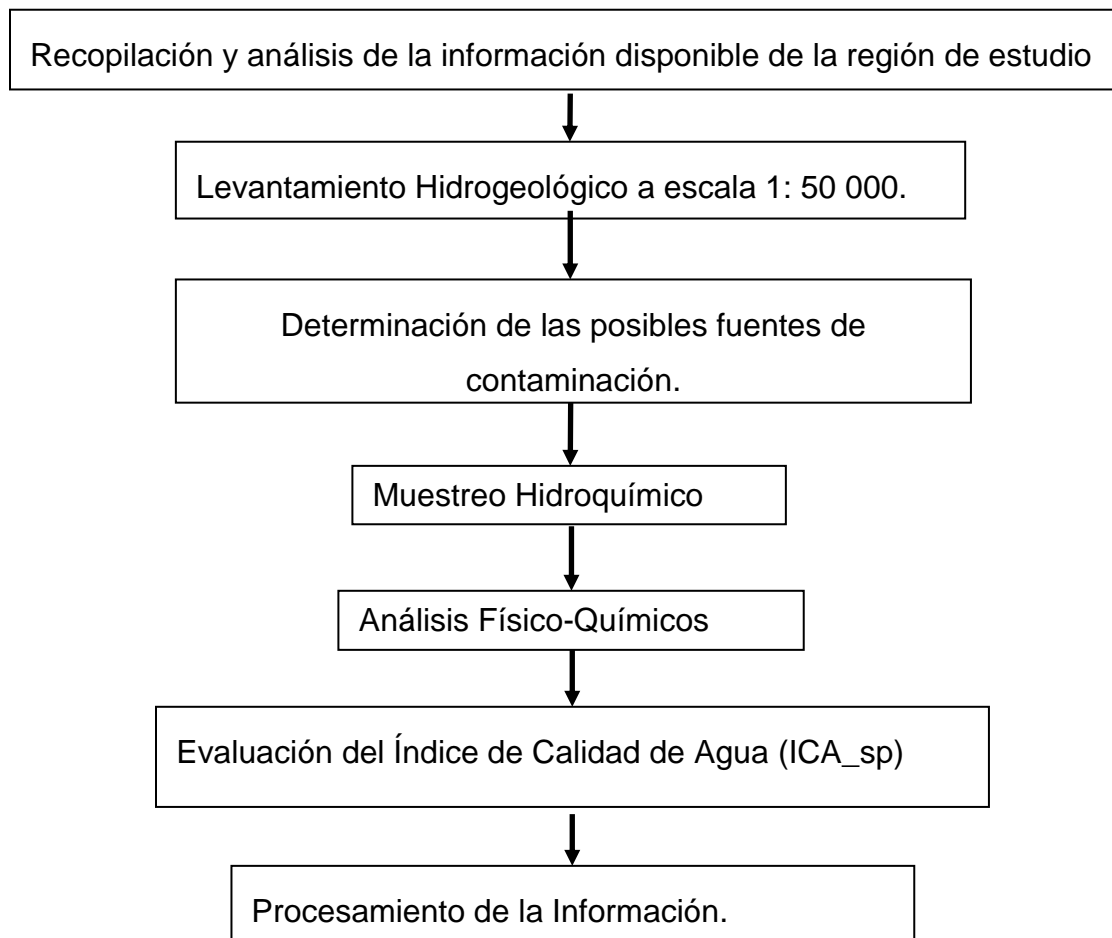 Recopilación y análisis de la información disponible de la región de estudio
Levantamiento Hidrogeológico a escala 1: 50 000.
Determinación de las posibles fuentes de
contaminación.
Muestreo Hidroquímico
Análisis Físico-Químicos
Evaluación del Índice de Calidad de Agua (ICA_sp)
Procesamiento de la Información.